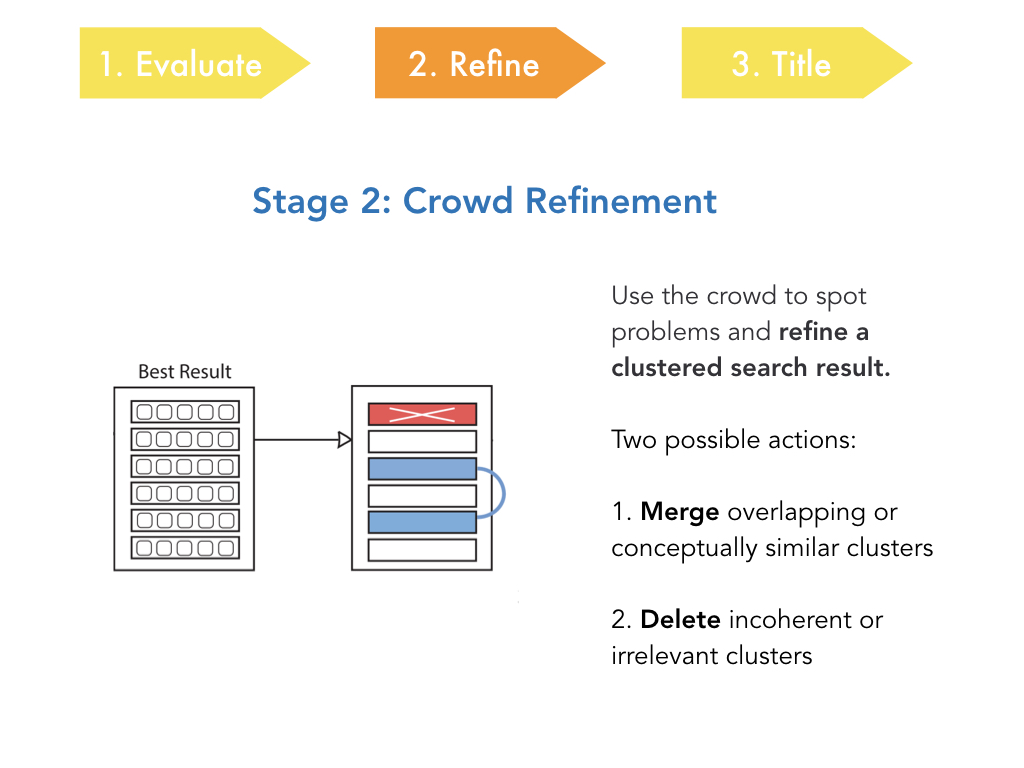 1. Evaluate
2. Refine
3. Title
Stage 2: Crowd Refinement
Best Result
Use the crowd to spot
problems and refine a
clustered search result.
Two possible actions:
1. Merge overlapping or
conceptually similar clusters
2. Delete incoherent or
irrelevant clusters